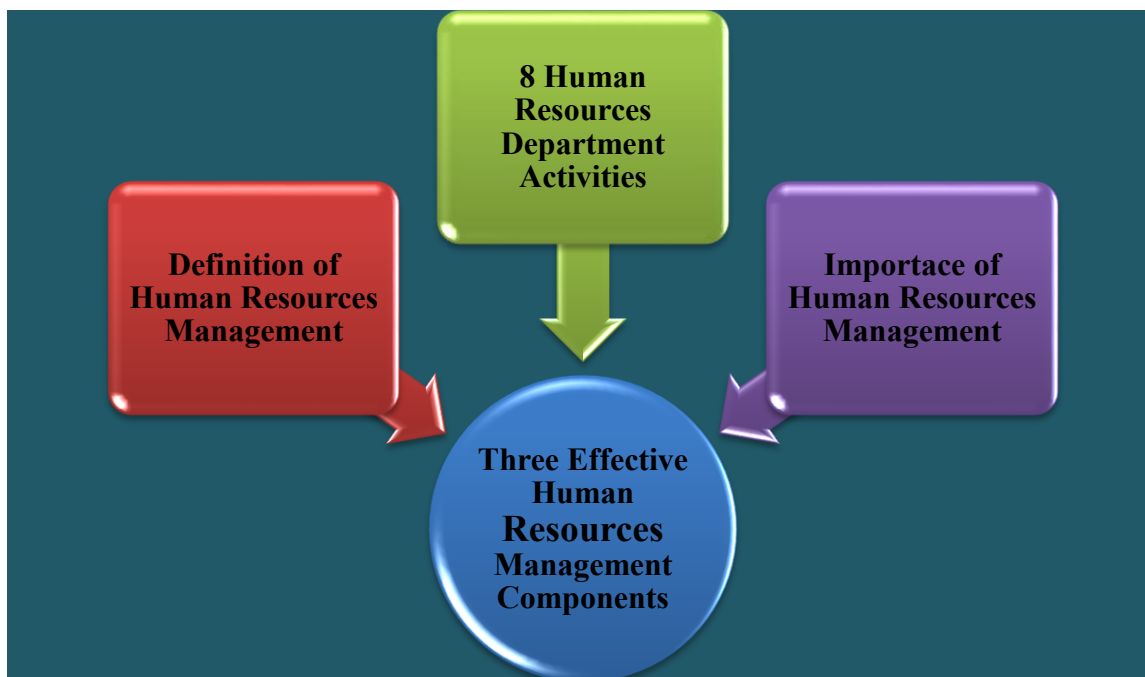 8 Human
Resources
Department
Activities
Definition of
Human Resources
Management
Importace of
Human Resources
Management
Three Effective
Human
Resources
Management
Components